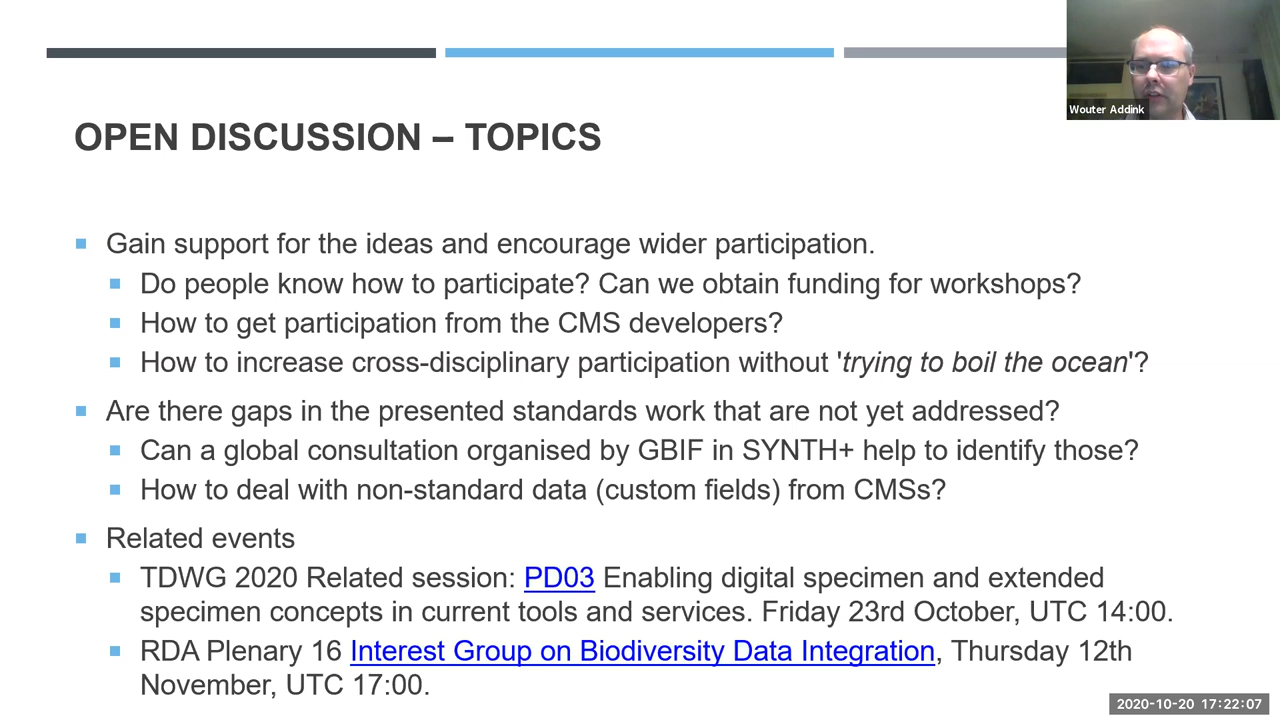 Wouter Addink
OPEN DISCUSSION – TOPICS
Gain support for the ideas and encourage wider participation.
Do people know how to participate? Can we obtain funding for workshops?
How to get participation from the CMS developers?
How to increase cross-disciplinary participation without 'trying to boil the ocean'?
Are there gaps in the presented standards work that are not yet addressed?
Can a global consultation organised by GBIF in SYNTH+ help to identify those?
How to deal with non-standard data (custom fields) from CMSs?
Related events
TDWG 2020 Related session: PD03 Enabling digital specimen and extended
specimen concepts in current tools and services. Friday 23rd October, UTC 14:00.
RDA Plenary 16 Interest Group on Biodiversity Data Integration, Thursday 12th
November, UTC 17:00.
2020-10-20 17:22:07